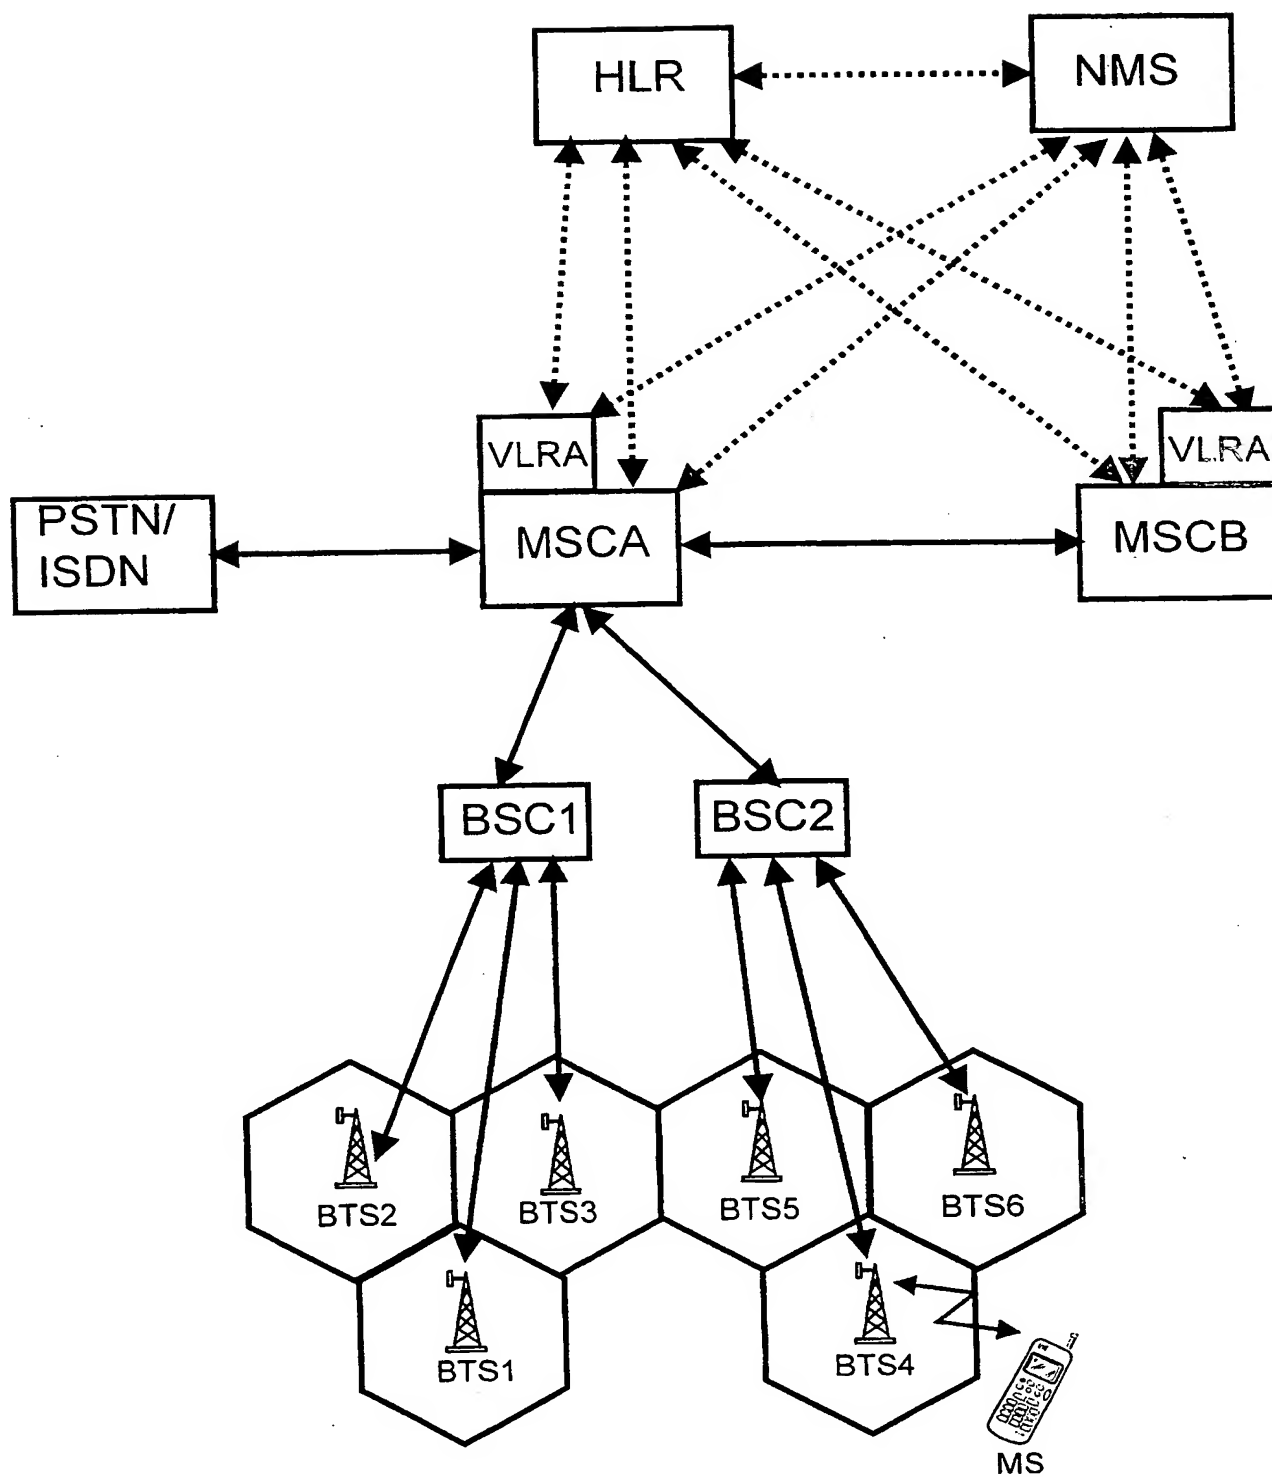 HLR
NMS
VLRA
VLRA
PSTN/
ISDN
MSCA
MSCB
BSC1
BSC2
BTS2
BTS3
BTS5
BTS6
BTS1
BTS4
MS